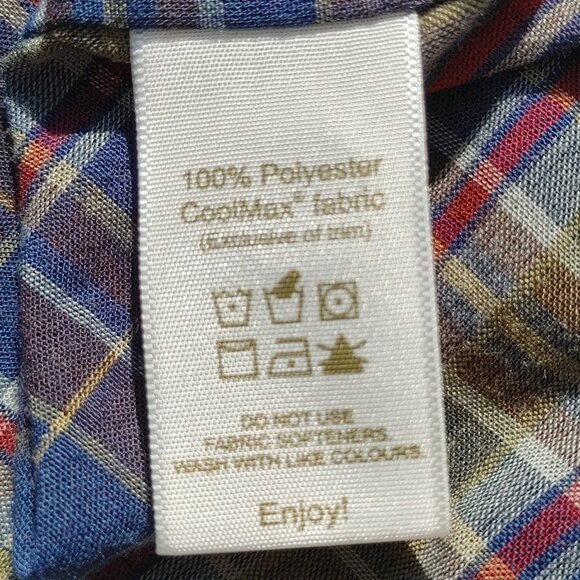 100% Polyester
CoolMax® fabric
(Exclusive of trim)
DO NOT USE
FABRIC SOFTENERS.
WASH WITH LIKE COLOURS.
Enjoy!